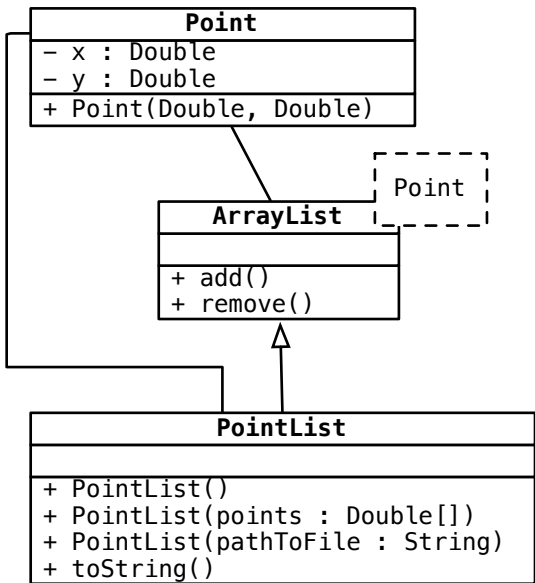 Point
– x : Double
– y : Double
+ Point(Double, Double)
Point
ArrayList
+ add()
+ remove()
PointList
+ PointList()
+ PointList(points : Double[])
+ PointList(pathToFile : String)
+ toString()